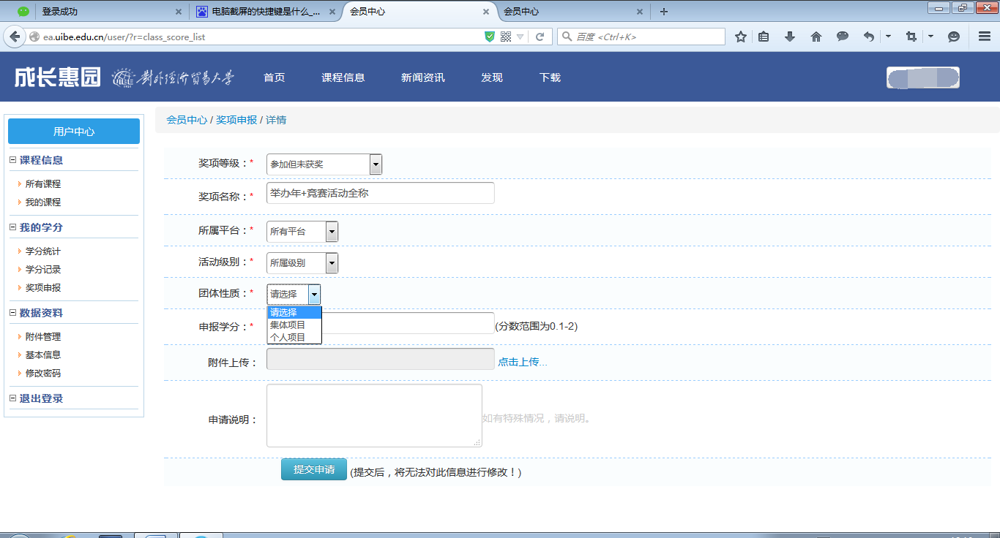 登录成功
电脑截屏的快捷键是什么_...
会员中心
会员中心
ea.uibe.edu.cn/user/?r=class_score_list
百度 <Ctrl+K>
成长惠园
對外經濟貿易大学
首页
课程信息
新闻资讯
发现
下载
用户中心
课程信息
所有课程
我的课程
我的学分
学分统计
学分记录
奖项申报
数据资料
附件管理
基本信息
修改密码
退出登录
会员中心 / 奖项申报 / 详情
奖项等级：* 参加但未获奖
奖项名称：* 举办年+竞赛活动全称
所属平台：* 所有平台
活动级别：* 所属级别
团体性质：* 请选择
请选择
集体项目
个人项目
申报学分：* (分数范围为0.1-2)
附件上传： 点击上传...
申请说明： 如有特殊情况，请说明。
提交申请 (提交后，将无法对此信息进行修改！)